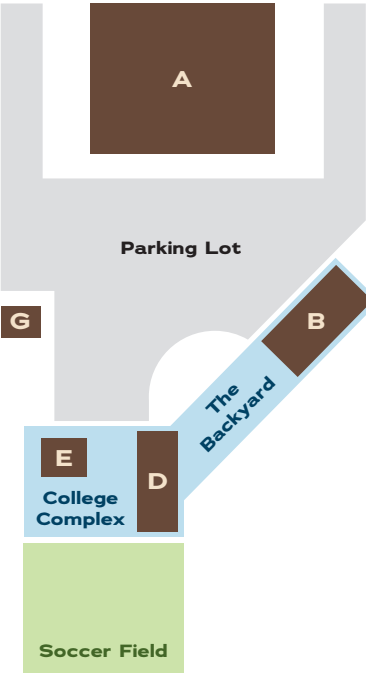 A
Parking Lot
G
B
The
Backyard
E
D
College
Complex
Soccer Field